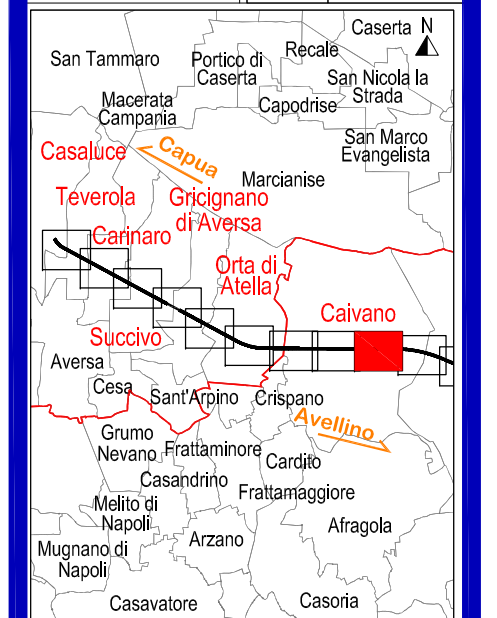 Caserta N
Recale
San Tammaro
Portico di
Caserta
San Nicola la
Strada
Macerata
Campania
Capodrise
San Marco
Evangelista
Casaluce
Capua
Marcianise
Teverola
Gricignano
di Aversa
Carinaro
Orta di
Atella
Caivano
Succivo
Aversa
Cesa
Sant'Arpino
Crispano
Avellino
Grumo
Nevano
Frattaminore
Cardito
Casandrino
Frattamaggiore
Melito di
Napoli
Afragola
Arzano
Mugnano di
Napoli
Casavatore
Casoria